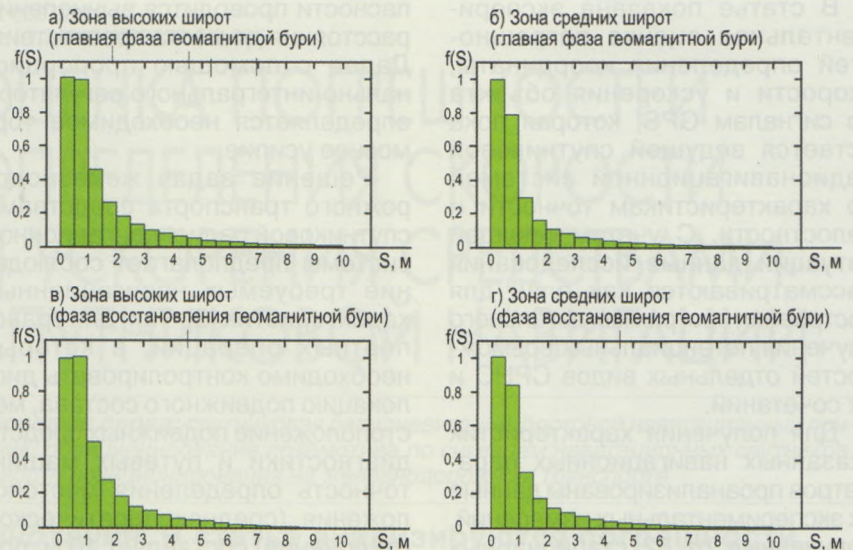 а) Зона высоких широт
(главная фаза геомагнитной бури)
f(S)
1
0,8
0,6
0,4
0,2
0
0 1 2 3 4 5 6 7 8 9 10 S, м
б) Зона средних широт
(главная фаза геомагнитной бури)
f(S)
1
0,8
0,6
0,4
0,2
0
0 1 2 3 4 5 6 7 8 9 10 S, м
в) Зона высоких широт
(фаза восстановления геомагнитной бури)
f(S)
1
0,8
0,6
0,4
0,2
0
0 1 2 3 4 5 6 7 8 9 10 S, м
г) Зона средних широт
(фаза восстановления геомагнитной бури)
f(S)
1
0,8
0,6
0,4
0,2
0
0 1 2 3 4 5 6 7 8 9 10 S, м